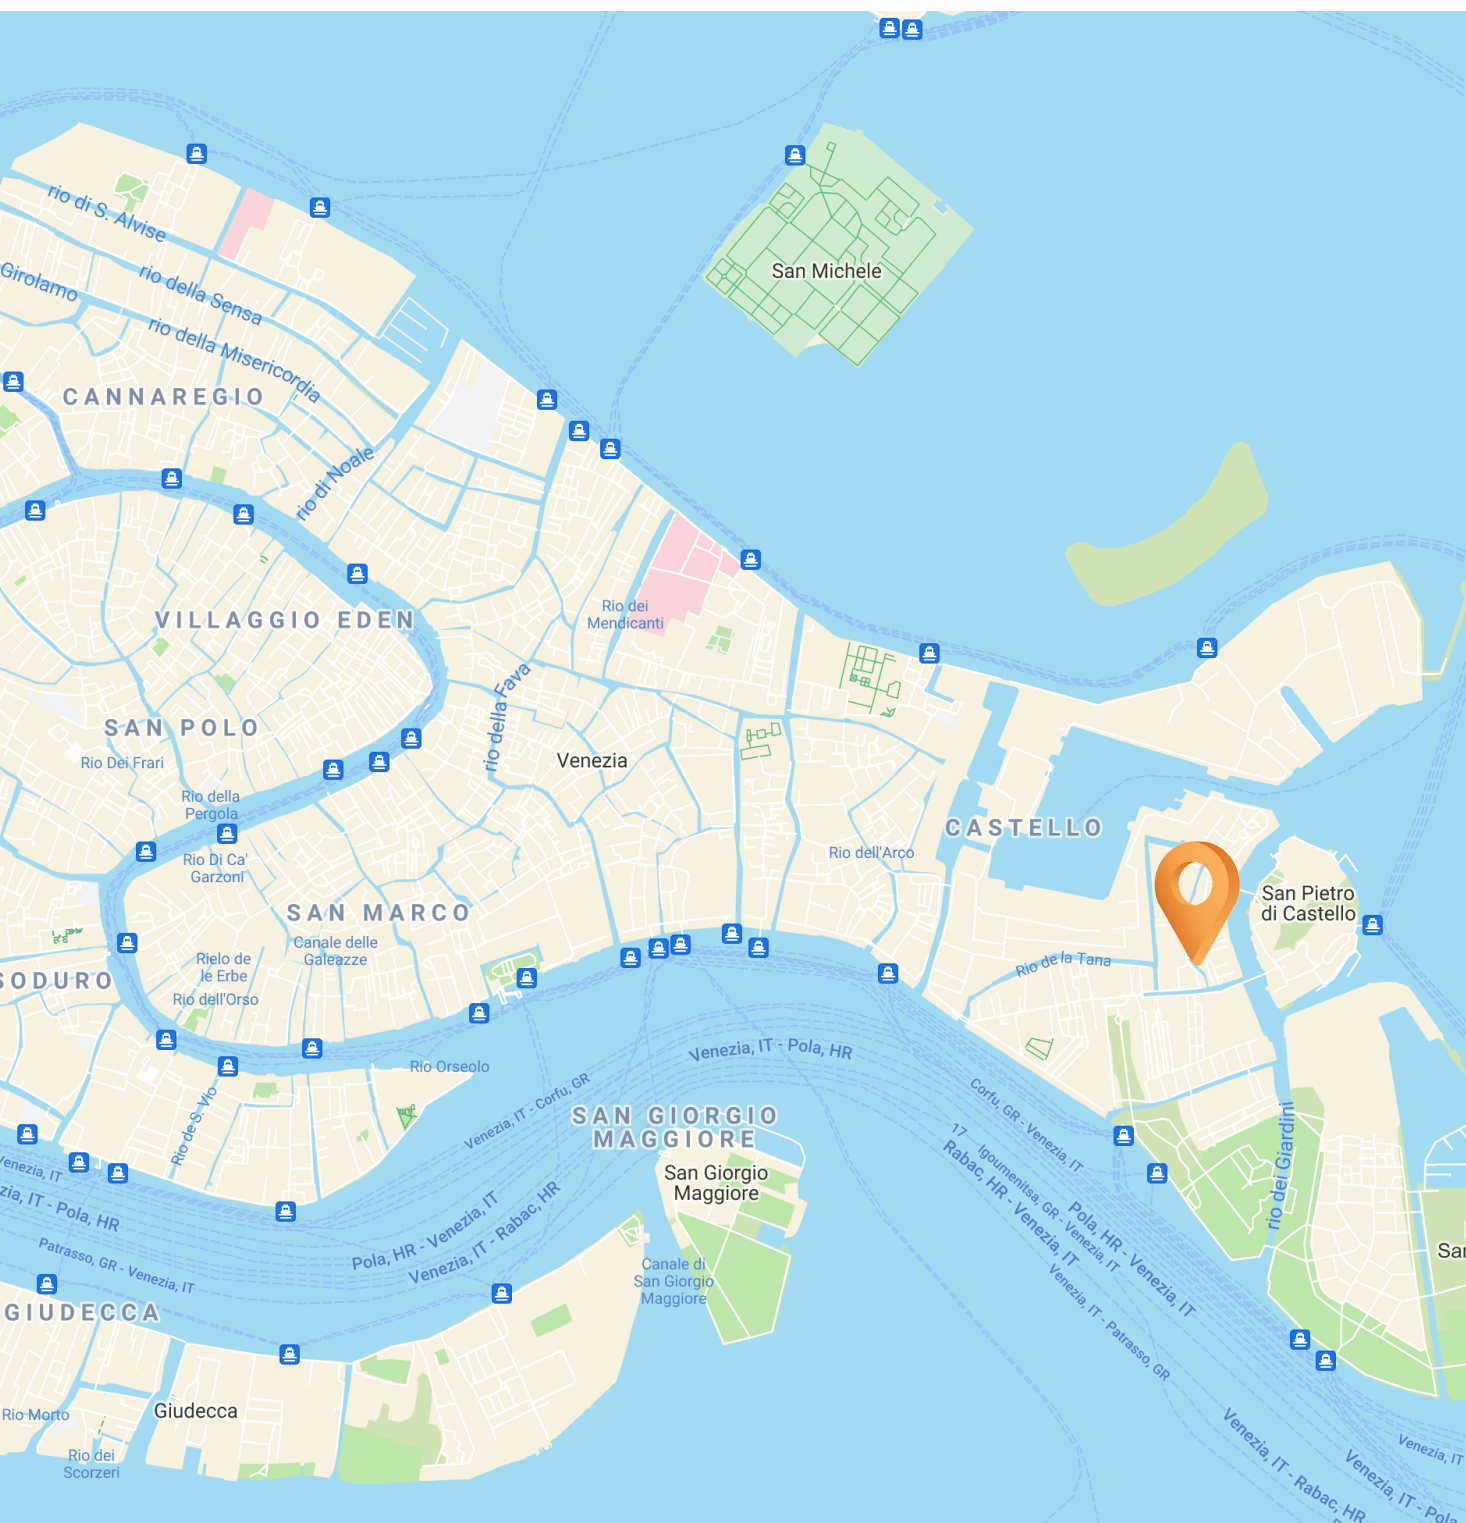 rio di S. Alvise
San Michele
Girolamo
rio della Sensa
rio della Misericordia
CANNAREGIO
rio di Noale
VILLAGGIO EDEN
Rio dei
Mendicanti
rio della Fava
SAN POLO
Rio Dei Frari
Venezia
Rio della
Pergola
CASTELLO
Rio Di Ca'
Garzoni
Rio dell'Arco
San Pietro
di Castello
SAN MARCO
Canale delle
Galeazze
Rielo de
le Erbe
Rio de la Tana
SODURO
Rio dell'Orso
Rio Orseolo
Venezia, IT - Pola, HR
Venezia, IT - Corfu, GR
Corfu, GR - Venezia, IT
SAN GIORGIO
MAGGIORE
Rio de S. Vio
17 - Igoumenitsa, GR - Venezia, IT
Rabac, HR - Venezia, IT
San Giorgio
Maggiore
rio dei Giardini
Venezia, IT
zia, IT - Pola, HR
Pola, HR - Venezia, IT
Venezia, IT - Rabac, HR
Pola, HR - Venezia, IT
Patrasso, GR - Venezia, IT
Canale di
San Giorgio
Maggiore
Sar
Venezia, IT - Patrasso, GR
GIUDECCA
Giudecca
Rio Morto
Rio dei
Scorzeri
Venezia, IT - Rabac, HR
Venezia, IT
Venezia, IT - Pola